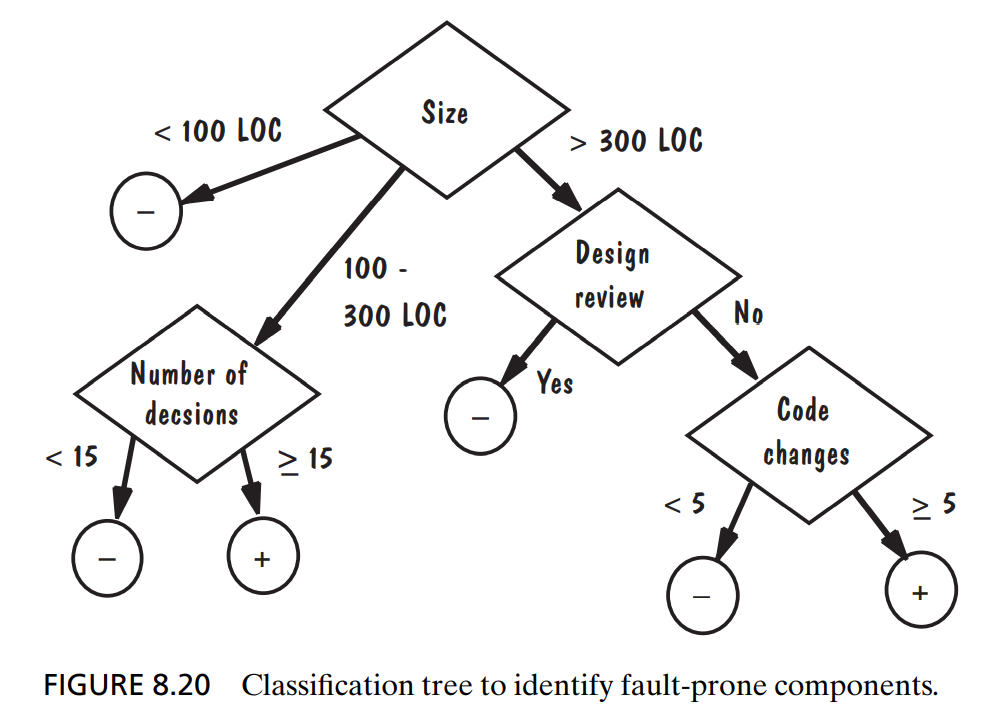 Size
< 100 LOC
> 300 LOC
–
100 -
300 LOC
Design
review
No
Yes
–
Number of
decsions
< 15
≥ 15
–
+
Code
changes
< 5
≥ 5
–
+
FIGURE 8.20 Classification tree to identify fault-prone components.